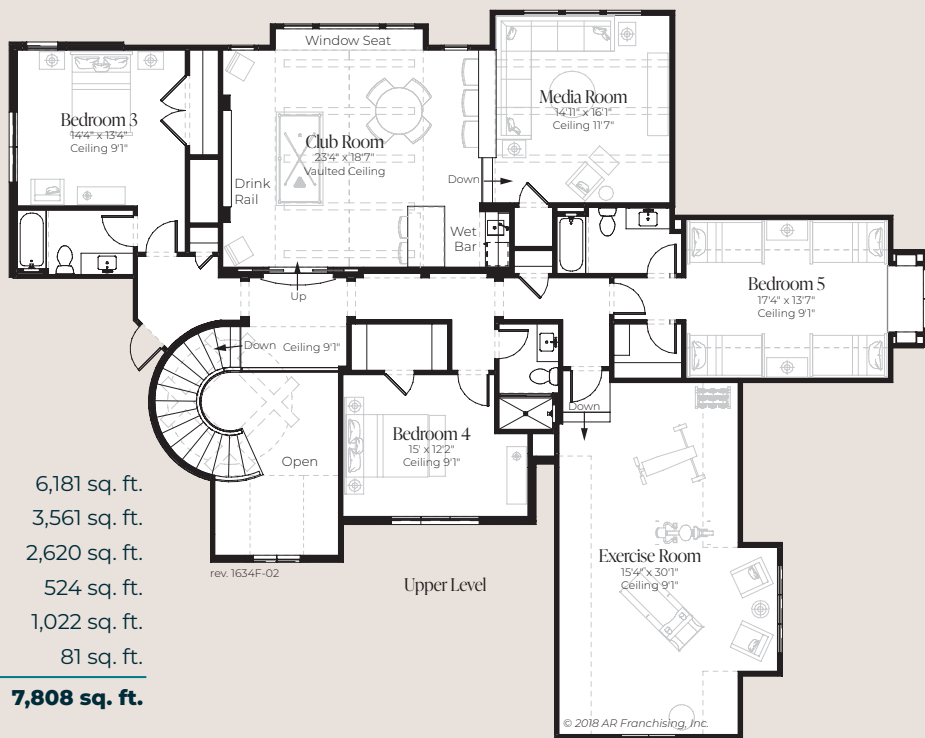 Window Seat
Media Room
14'11" x 16'1"
Ceiling 11'7"
Bedroom 3
14'4" x 13'4"
Ceiling 9'1"
Club Room
23'4" x 18'7"
Vaulted Ceiling
Down
Drink
Rail
Wet
Bar
Bedroom 5
17'4" x 13'7"
Ceiling 9'1"
Up
Down
Ceiling 9'1"
Down
Bedroom 4
15' x 12'2"
Ceiling 9'1"
Open
6,181 sq. ft.
3,561 sq. ft.
2,620 sq. ft.
524 sq. ft.
1,022 sq. ft.
81 sq. ft.
7,808 sq. ft.
rev. 1634F-02
Upper Level
Exercise Room
15'4" x 30'1"
Ceiling 9'1"
© 2018 AR Franchising, Inc.